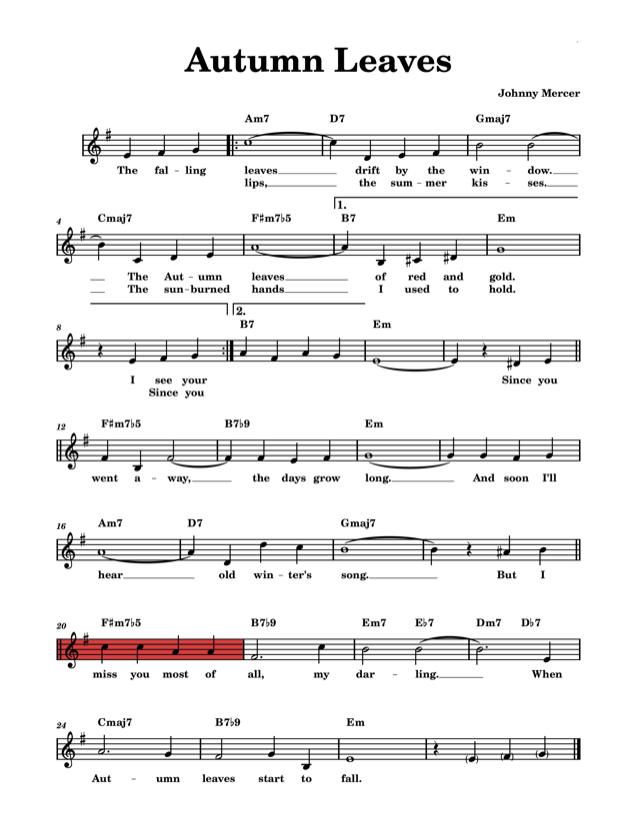 Autumn Leaves
Johnny Mercer
Am7 D7 Gmaj7
The fal - ling leaves drift by the win - dow.
lips, the sum - mer kis - ses.
1.
4 Cmaj7 F♯m7♭5 B7 Em
The Aut - umn leaves of red and gold.
The sun - burned hands I used to hold.
2.
8 B7 Em
I see your Since you
Since you
12 F♯m7♭5 B7♭9 Em
went a - way, the days grow long. And soon I'll
16 Am7 D7 Gmaj7
hear old win - ter's song. But I
20 F♯m7♭5 B7♭9 Em7 E♭7 Dm7 D♭7
miss you most of all, my dar - ling. When
24 Cmaj7 B7♭9 Em
Aut - umn leaves start to fall.